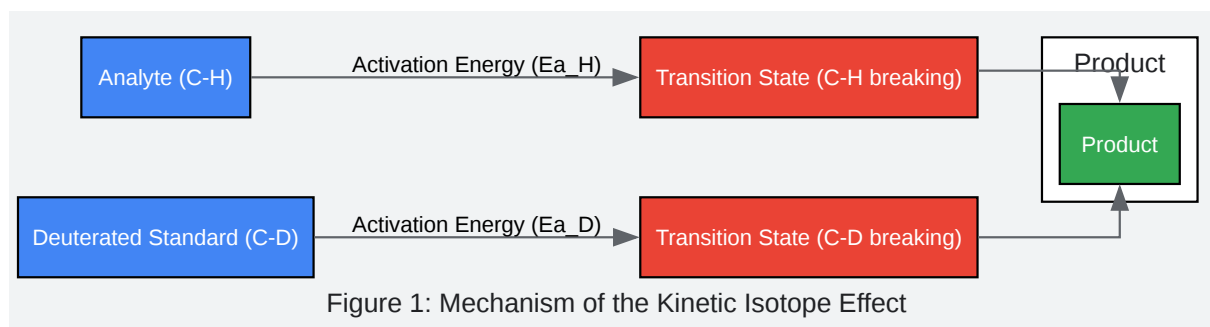 Analyte (C-H)
Activation Energy (Ea_H)
Transition State (C-H breaking)
Product
Product
Deuterated Standard (C-D)
Activation Energy (Ea_D)
Transition State (C-D breaking)
Figure 1: Mechanism of the Kinetic Isotope Effect